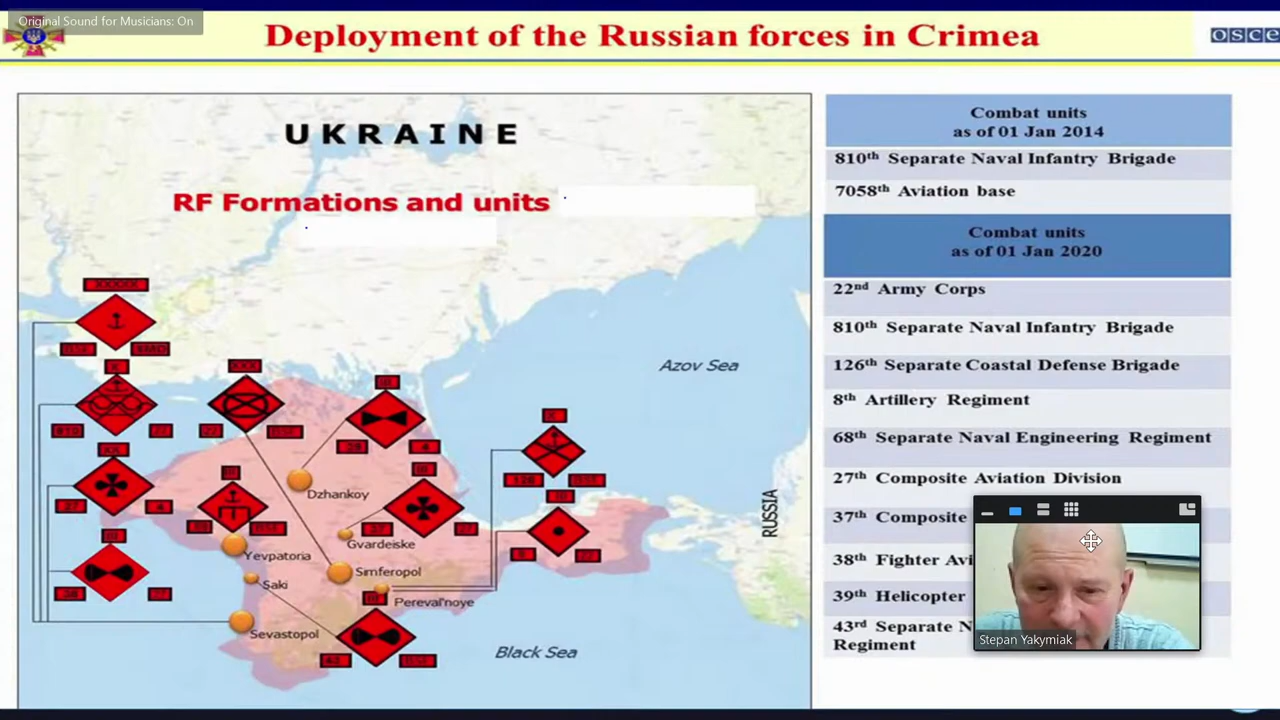 Original Sound for Musicians: On
Deployment of the Russian forces in Crimea
osce
UKRAINE
RF Formations and units
Azov Sea
RUSSIA
Dzhankoy
Gvardeiske
Yevpatoria
Simferopol
Saki
Pereval'noye
Sevastopol
Black Sea
Combat units
as of 01 Jan 2014
810th Separate Naval Infantry Brigade
7058th Aviation base
Combat units
as of 01 Jan 2020
22nd Army Corps
810th Separate Naval Infantry Brigade
126th Separate Coastal Defense Brigade
8th Artillery Regiment
68th Separate Naval Engineering Regiment
27th Composite Aviation Division
37th Composite
38th Fighter Avi
39th Helicopter
43rd Separate N
Regiment
Stepan Yakymiak